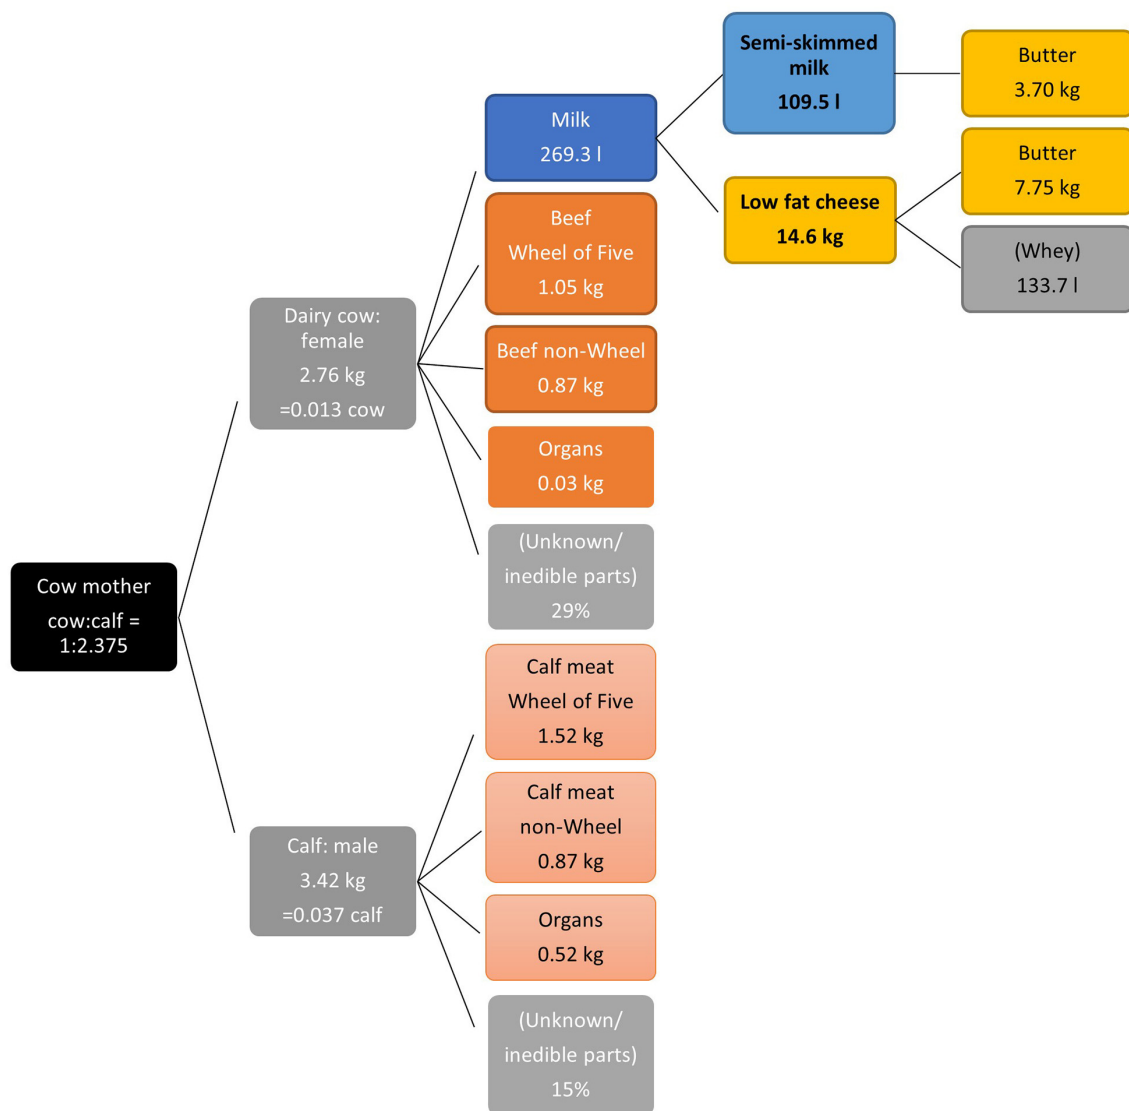 Cow mother
cow:calf =
1:2.375
Dairy cow:
female
2.76 kg
=0.013 cow
Milk
269.3 l
Semi-skimmed
milk
109.5 l
Butter
3.70 kg
Low fat cheese
14.6 kg
Butter
7.75 kg
(Whey)
133.7 l
Beef
Wheel of Five
1.05 kg
Beef non-Wheel
0.87 kg
Organs
0.03 kg
(Unknown/
inedible parts)
29%
Calf: male
3.42 kg
=0.037 calf
Calf meat
Wheel of Five
1.52 kg
Calf meat
non-Wheel
0.87 kg
Organs
0.52 kg
(Unknown/
inedible parts)
15%